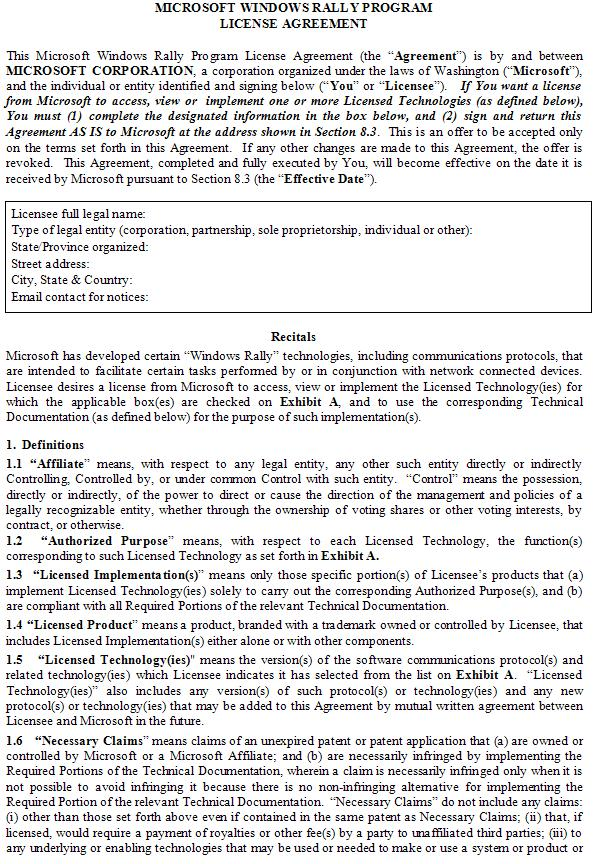 MICROSOFT WINDOWS RALLY PROGRAM
LICENSE AGREEMENT
This Microsoft Windows Rally Program License Agreement (the “Agreement”) is by and between
MICROSOFT CORPORATION, a corporation organized under the laws of Washington (“Microsoft”),
and the individual or entity identified and signing below (“You” or “Licensee”). If You want a license
from Microsoft to access, view or implement one or more Licensed Technologies (as defined below),
You must (1) complete the designated information in the box below, and (2) sign and return this
Agreement AS IS to Microsoft at the address shown in Section 8.3. This is an offer to be accepted only
on the terms set forth in this Agreement. If any other changes are made to this Agreement, the offer is
revoked. This Agreement, completed and fully executed by You, will become effective on the date it is
received by Microsoft pursuant to Section 8.3 (the “Effective Date”).
Licensee full legal name:
Type of legal entity (corporation, partnership, sole proprietorship, individual or other):
State/Province organized:
Street address:
City, State & Country:
Email contact for notices:
Recitals
Microsoft has developed certain “Windows Rally” technologies, including communications protocols, that
are intended to facilitate certain tasks performed by or in conjunction with network connected devices.
Licensee desires a license from Microsoft to access, view or implement the Licensed Technology(ies) for
which the applicable box(es) are checked on Exhibit A, and to use the corresponding Technical
Documentation (as defined below) for the purpose of such implementation(s).
1. Definitions
1.1 “Affiliate” means, with respect to any legal entity, any other such entity directly or indirectly
Controlling, Controlled by, or under common Control with such entity. “Control” means the possession,
directly or indirectly, of the power to direct or cause the direction of the management and policies of a
legally recognizable entity, whether through the ownership of voting shares or other voting interests, by
contract, or otherwise.
1.2 “Authorized Purpose” means, with respect to each Licensed Technology, the function(s)
corresponding to such Licensed Technology as set forth in Exhibit A.
1.3 “Licensed Implementation(s)” means only those specific portion(s) of Licensee’s products that (a)
implement Licensed Technology(ies) solely to carry out the corresponding Authorized Purpose(s), and (b)
are compliant with all Required Portions of the relevant Technical Documentation.
1.4 “Licensed Product” means a product, branded with a trademark owned or controlled by Licensee, that
includes Licensed Implementation(s) either alone or with other components.
1.5 “Licensed Technology(ies)" means the version(s) of the software communications protocol(s) and
related technology(ies) which Licensee indicates it has selected from the list on Exhibit A. “Licensed
Technology(ies)” also includes any version(s) of such protocol(s) or technology(ies) and any new
protocol(s) or technology(ies) that may be added to this Agreement by mutual written agreement between
Licensee and Microsoft in the future.
1.6 “Necessary Claims” means claims of an unexpired patent or patent application that (a) are owned or
controlled by Microsoft or a Microsoft Affiliate; and (b) are necessarily infringed by implementing the
Required Portions of the Technical Documentation, wherein a claim is necessarily infringed only when it is
not possible to avoid infringing it because there is no non-infringing alternative for implementing the
Required Portion of the relevant Technical Documentation. “Necessary Claims” do not include any claims:
(i) other than those set forth above even if contained in the same patent as Necessary Claims; (ii) that, if
licensed, would require a payment of royalties or other fee(s) by a party to unaffiliated third parties; (iii) to
any underlying or enabling technologies that may be used or needed to make or use a system or product or